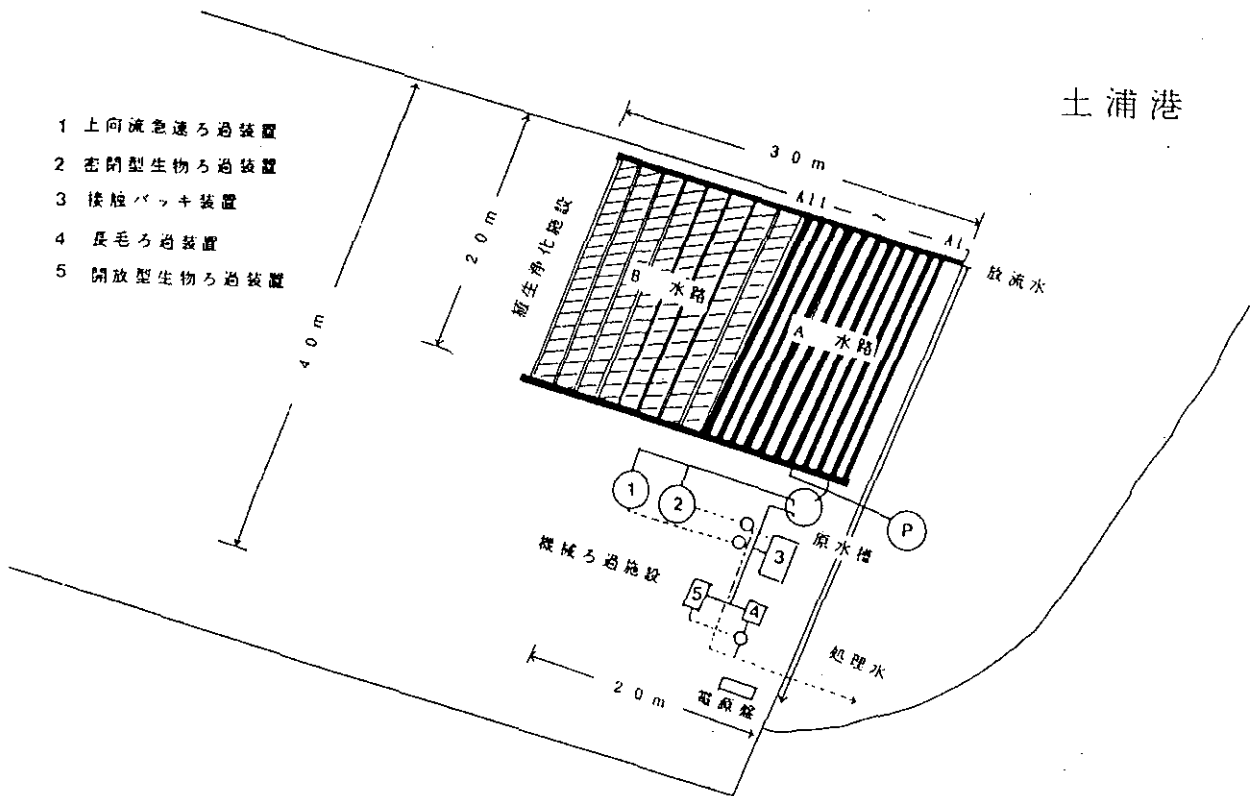 土浦港
1 上向流急速ろ過装置
2 密閉型生物ろ過装置
3 接触バッキ装置
4 長毛ろ過装置
5 開放型生物ろ過装置
30m
A11 ― ～ ― A1
20m
40m
植生浄化施設
B 水路
A 水路
放流水
1
2
P
原水槽
3
機械ろ過施設
5
4
処理水
20m
電源盤